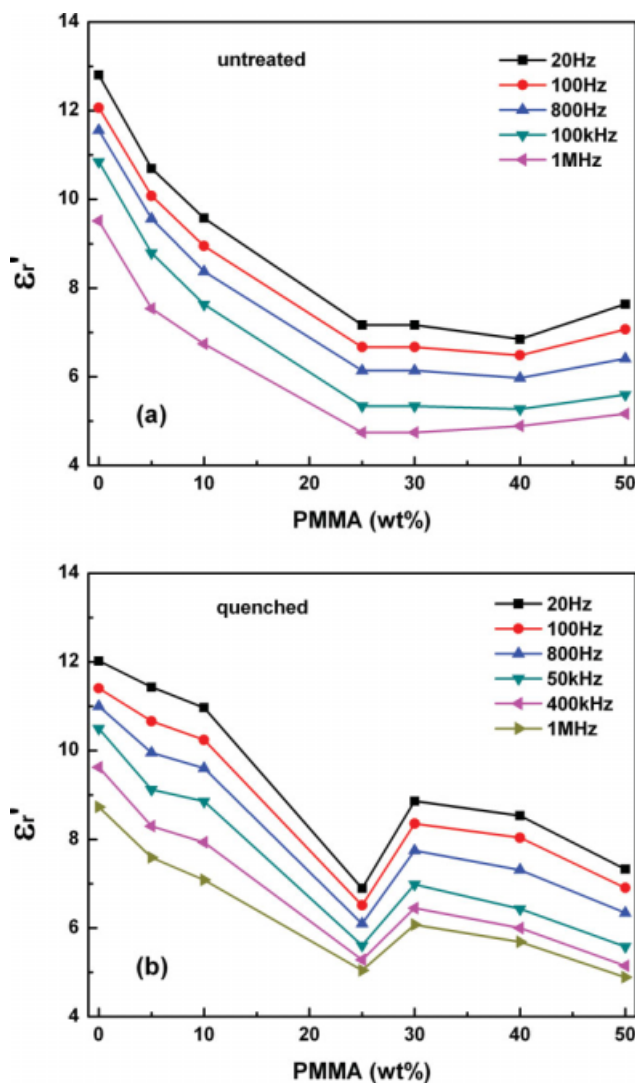 14
12
10
8
6
4
εr'
untreated
20Hz
100Hz
800Hz
100kHz
1MHz
(a)
0 10 20 30 40 50
PMMA (wt%)
14
12
10
8
6
4
εr'
quenched
20Hz
100Hz
800Hz
50kHz
400kHz
1MHz
(b)
0 10 20 30 40 50
PMMA (wt%)